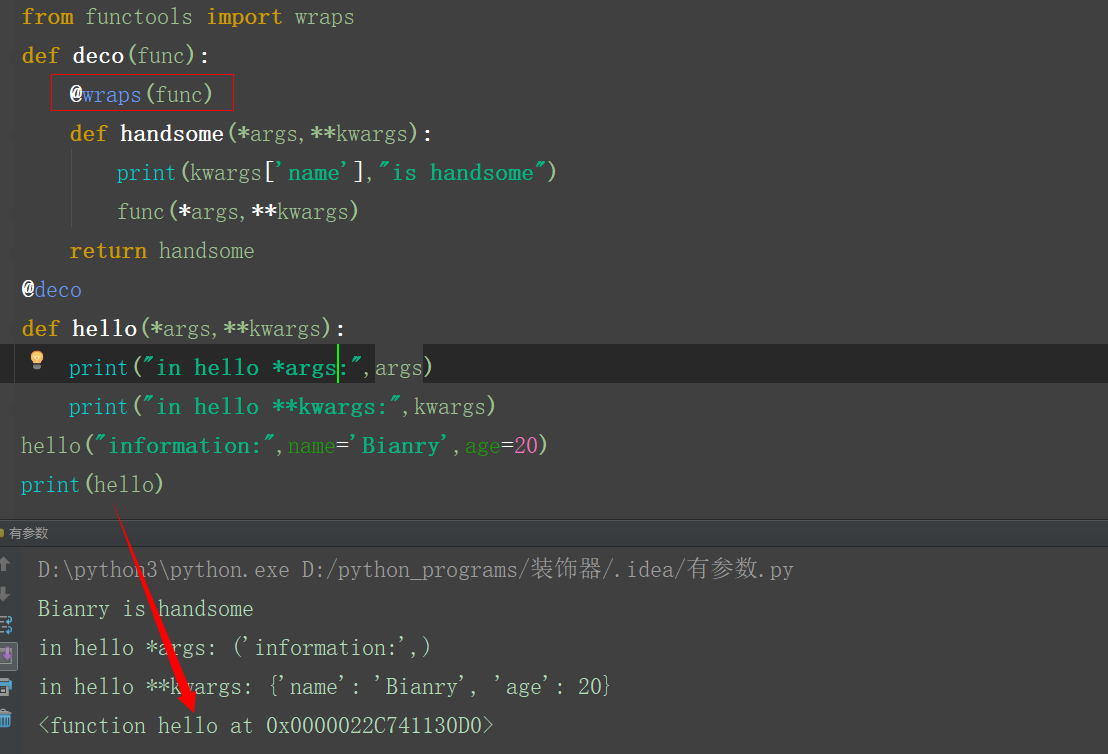 from functools import wraps
def deco(func):
    @wraps(func)
    def handsome(*args,**kwargs):
        print(kwargs['name'],"is handsome")
        func(*args,**kwargs)
    return handsome
@deco
def hello(*args,**kwargs):
    print("in hello *args:",args)
    print("in hello **kwargs:",kwargs)
hello("information:",name='Bianry',age=20)
print(hello)
有参数
D:\python3\python.exe D:/python_programs/装饰器/.idea/有参数.py
Bianry is handsome
in hello *args: ('information:',)
in hello **kwargs: {'name': 'Bianry', 'age': 20}
<function hello at 0x0000022C741130D0>